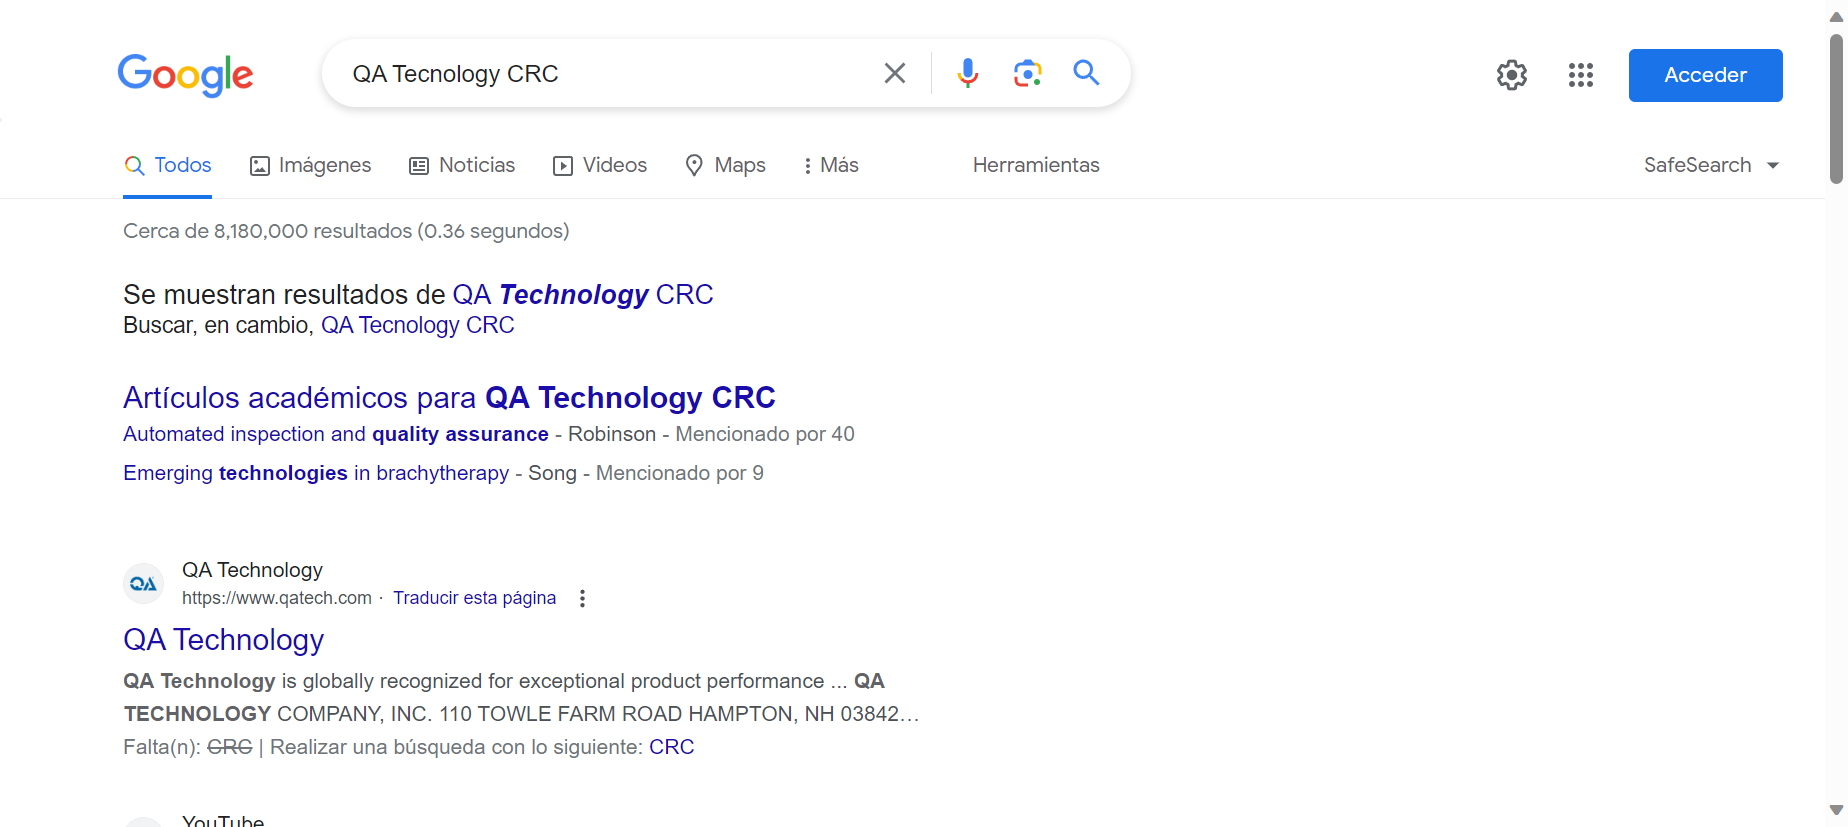 Google
QA Tecnology CRC
Acceder
Todos
Imágenes
Noticias
Videos
Maps
Más
Herramientas
SafeSearch
Cerca de 8,180,000 resultados (0.36 segundos)
Se muestran resultados de QA Technology CRC
Buscar, en cambio, QA Tecnology CRC
Artículos académicos para QA Technology CRC
Automated inspection and quality assurance - Robinson - Mencionado por 40
Emerging technologies in brachytherapy - Song - Mencionado por 9
QA
QA Technology
https://www.qatech.com · Traducir esta página
QA Technology
QA Technology is globally recognized for exceptional product performance ... QA
TECHNOLOGY COMPANY, INC. 110 TOWLE FARM ROAD HAMPTON, NH 03842...
Falta(n): CRC | Realizar una búsqueda con lo siguiente: CRC
YouTube